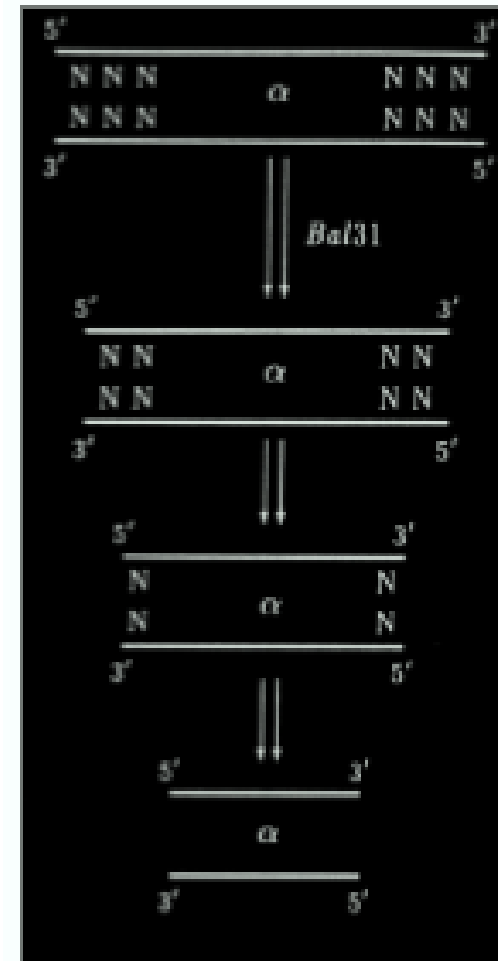 5′ 3′
N N N α N N N
N N N N N N
3′ 5′
Bal31
5′ 3′
N N α N N
N N N N
3′ 5′
5′ 3′
N α N
N N
3′ 5′
5′ 3′
α
3′ 5′